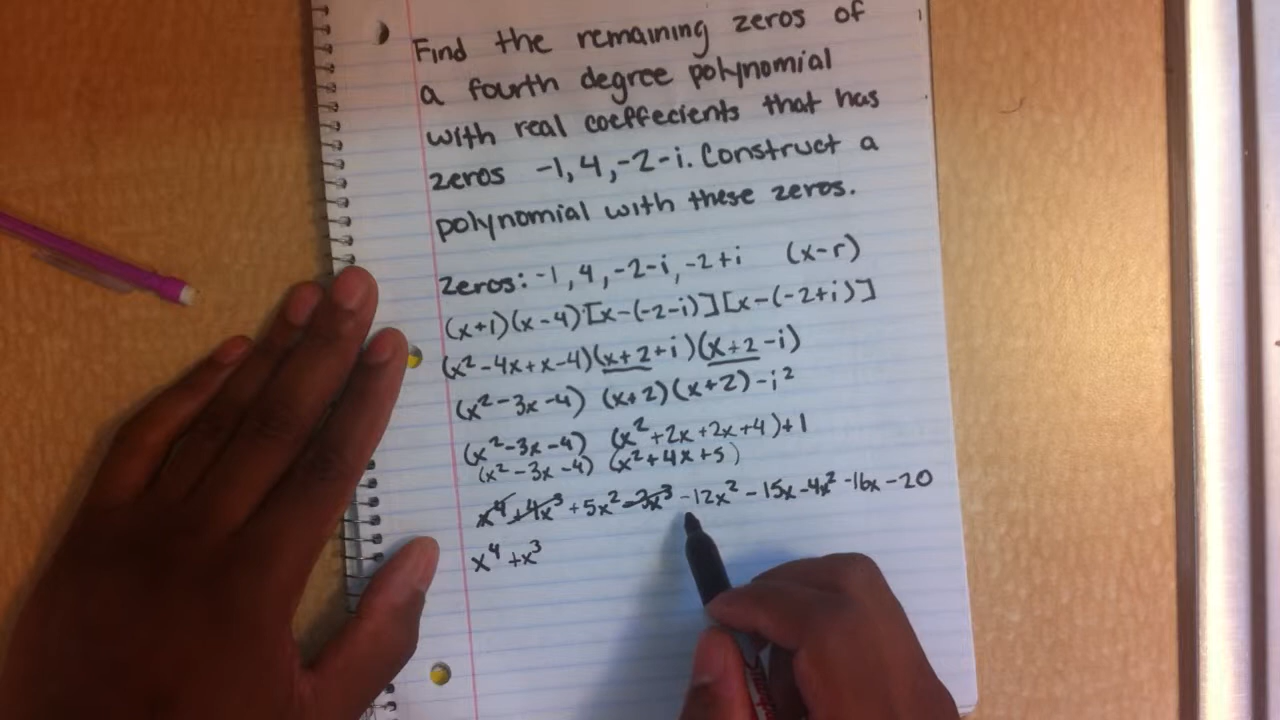 Find the remaining zeros of
a fourth degree polynomial
with real coeffecients that has
zeros -1, 4, -2-i. Construct a
polynomial with these zeros.
Zeros: -1, 4, -2-i, -2+i (x-r)
(x+1)(x-4)[x-(-2-i)][x-(-2+i)]
(x²-4x+x-4)(x+2+i)(x+2-i)
(x²-3x-4) (x+2)(x+2)-i²
(x²-3x-4) (x²+2x+2x+4)+1
(x²-3x-4) (x²+4x+5)
x⁴+4x³+5x²-3x³-12x²-15x-4x²-16x-20
x⁴+x³